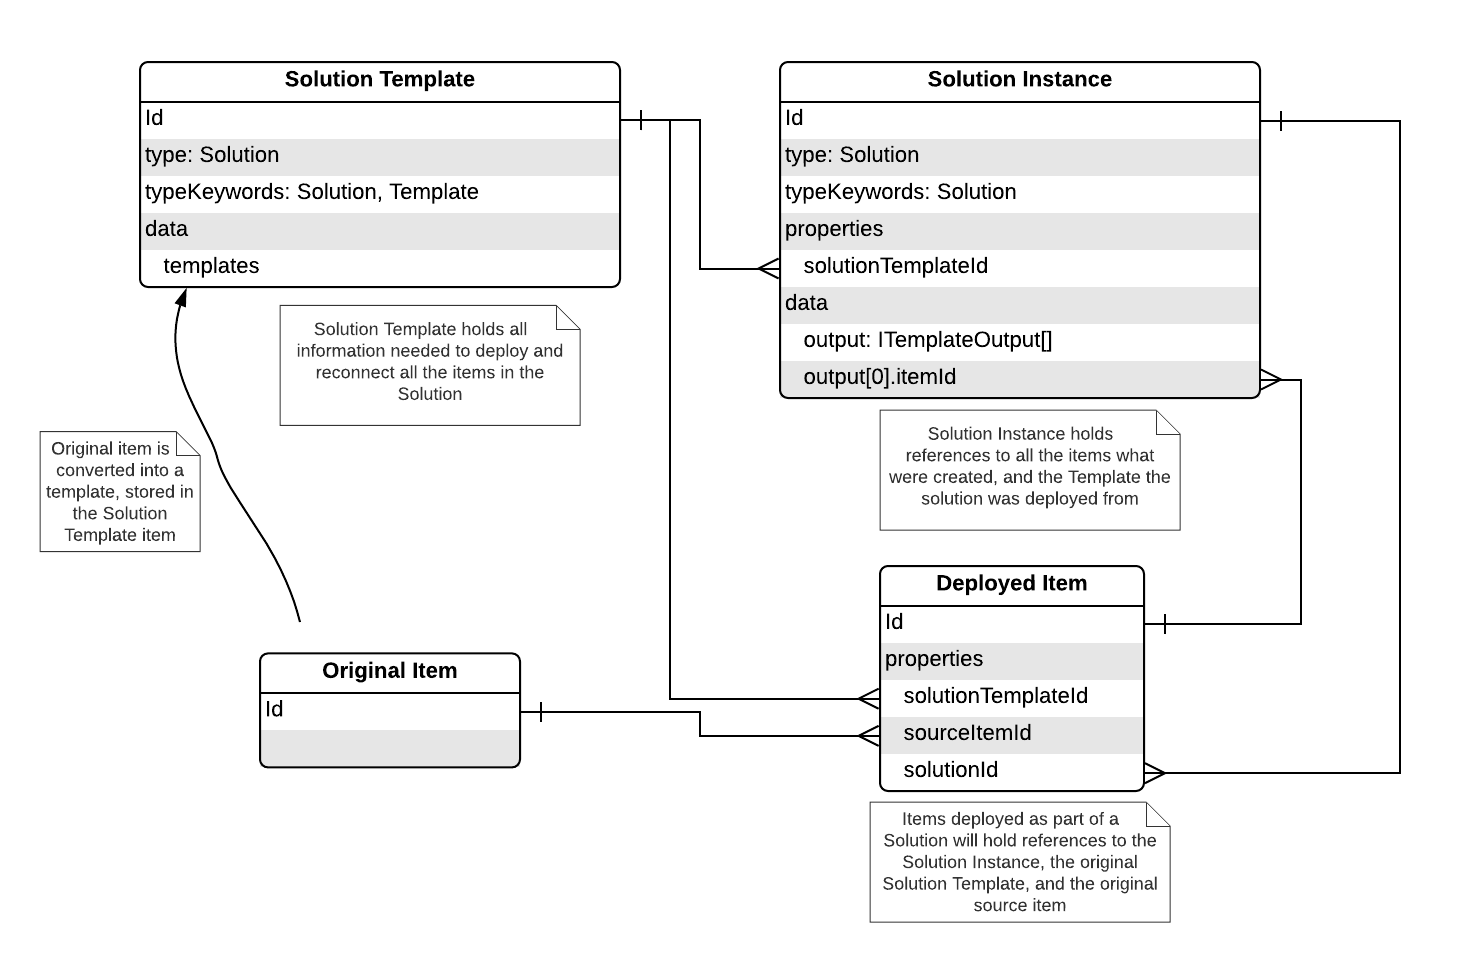 Solution Template
Id
type: Solution
typeKeywords: Solution, Template
data
templates
Solution Template holds all
information needed to deploy and
reconnect all the items in the
Solution
Solution Instance
Id
type: Solution
typeKeywords: Solution
properties
solutionTemplateId
data
output: ITemplateOutput[]
output[0].itemId
Solution Instance holds
references to all the items what
were created, and the Template the
solution was deployed from
Original item is
converted into a
template, stored in
the Solution
Template item
Original Item
Id
Deployed Item
Id
properties
solutionTemplateId
sourceItemId
solutionId
Items deployed as part of a
Solution will hold references to the
Solution Instance, the original
Solution Template, and the original
source item